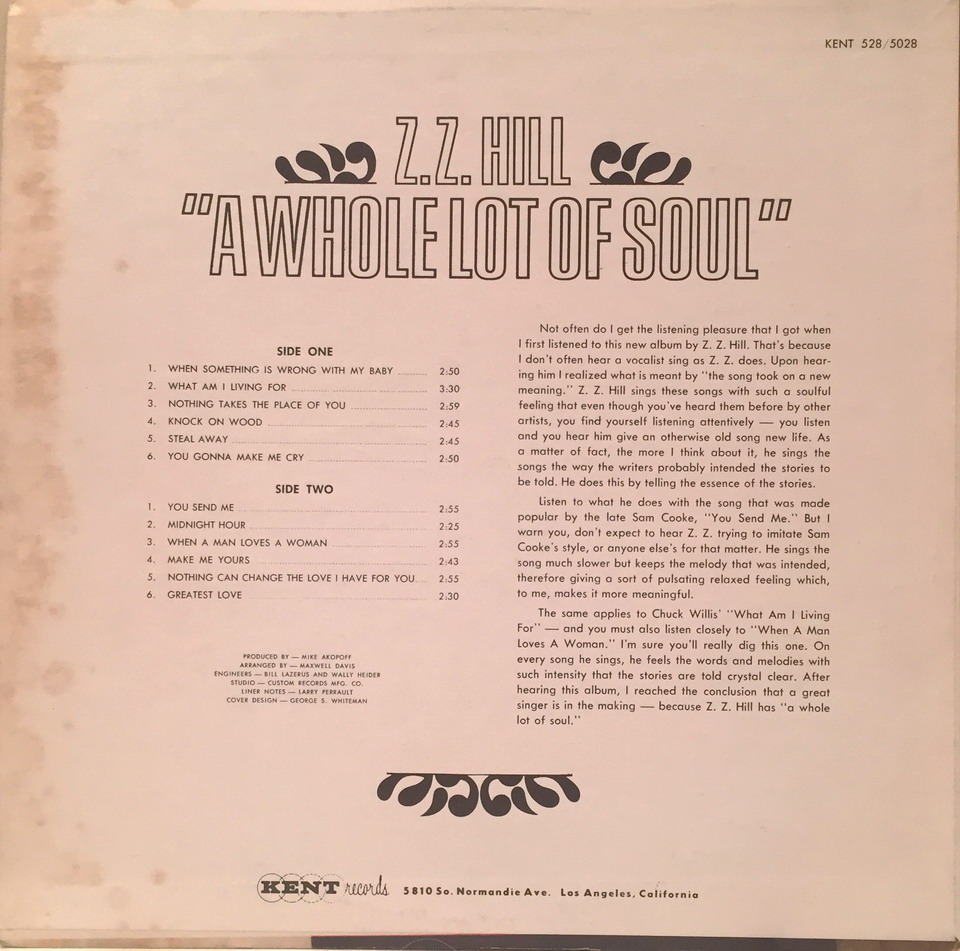 KENT 528/5028
Z.Z. HILL
"A WHOLE LOT OF SOUL"
SIDE ONE
1. WHEN SOMETHING IS WRONG WITH MY BABY ........ 2:50
2. WHAT AM I LIVING FOR ........ 3:30
3. NOTHING TAKES THE PLACE OF YOU ........ 2:59
4. KNOCK ON WOOD ........ 2:45
5. STEAL AWAY ........ 2:45
6. YOU GONNA MAKE ME CRY ........ 2:50
SIDE TWO
1. YOU SEND ME ........ 2:55
2. MIDNIGHT HOUR ........ 2:25
3. WHEN A MAN LOVES A WOMAN ........ 2:55
4. MAKE ME YOURS ........ 2:43
5. NOTHING CAN CHANGE THE LOVE I HAVE FOR YOU.... 2:55
6. GREATEST LOVE ........ 2:30
PRODUCED BY — MIKE AKOPOFF
ARRANGED BY — MAXWELL DAVIS
ENGINEERS — BILL LAZERUS AND WALLY HEIDER
STUDIO — CUSTOM RECORDS MFG. CO.
LINER NOTES — LARRY PERRAULT
COVER DESIGN — GEORGE S. WHITEMAN
Not often do I get the listening pleasure that I got when
I first listened to this new album by Z. Z. Hill. That's because
I don't often hear a vocalist sing as Z. Z. does. Upon hear-
ing him I realized what is meant by "the song took on a new
meaning." Z. Z. Hill sings these songs with such a soulful
feeling that even though you've heard them before by other
artists, you find yourself listening attentively — you listen
and you hear him give an otherwise old song new life. As
a matter of fact, the more I think about it, he sings the
songs the way the writers probably intended the stories to
be told. He does this by telling the essence of the stories.
Listen to what he does with the song that was made
popular by the late Sam Cooke, "You Send Me." But I
warn you, don't expect to hear Z. Z. trying to imitate Sam
Cooke's style, or anyone else's for that matter. He sings the
song much slower but keeps the melody that was intended,
therefore giving a sort of pulsating relaxed feeling which,
to me, makes it more meaningful.
The same applies to Chuck Willis' "What Am I Living
For" — and you must also listen closely to "When A Man
Loves A Woman." I'm sure you'll really dig this one. On
every song he sings, he feels the words and melodies with
such intensity that the stories are told crystal clear. After
hearing this album, I reached the conclusion that a great
singer is in the making — because Z. Z. Hill has "a whole
lot of soul."
KENT records 5810 So. Normandie Ave. Los Angeles, California